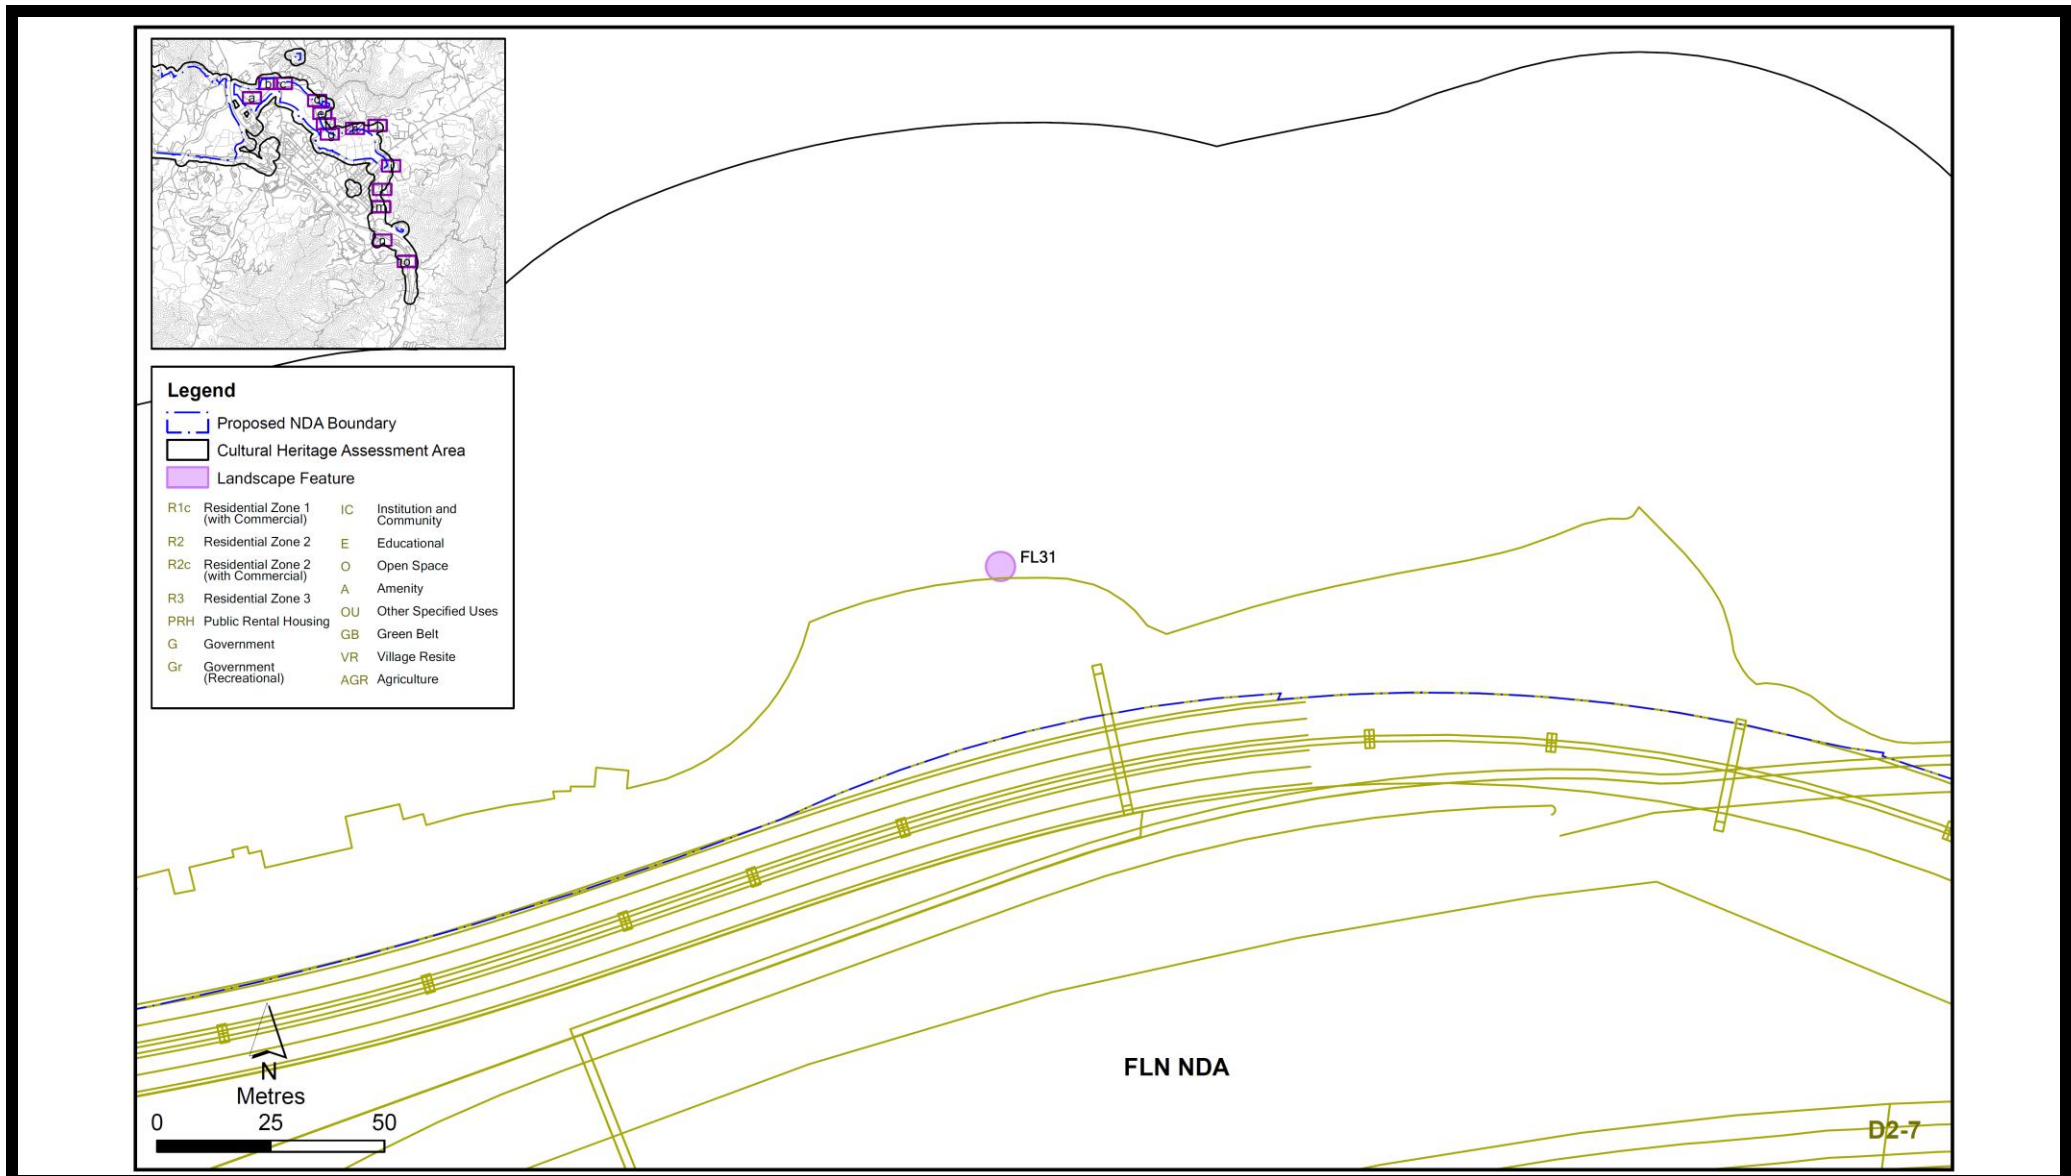 a
b
c
d
e
m
n
o
Legend
Proposed NDA Boundary
Cultural Heritage Assessment Area
Landscape Feature
R1c Residential Zone 1
(with Commercial)
R2 Residential Zone 2
R2c Residential Zone 2
(with Commercial)
R3 Residential Zone 3
PRH Public Rental Housing
G Government
Gr Government
(Recreational)
IC Institution and
Community
E Educational
O Open Space
A Amenity
OU Other Specified Uses
GB Green Belt
VR Village Resite
AGR Agriculture
FL31
FLN NDA
D2-7
N
Metres
0 25 50